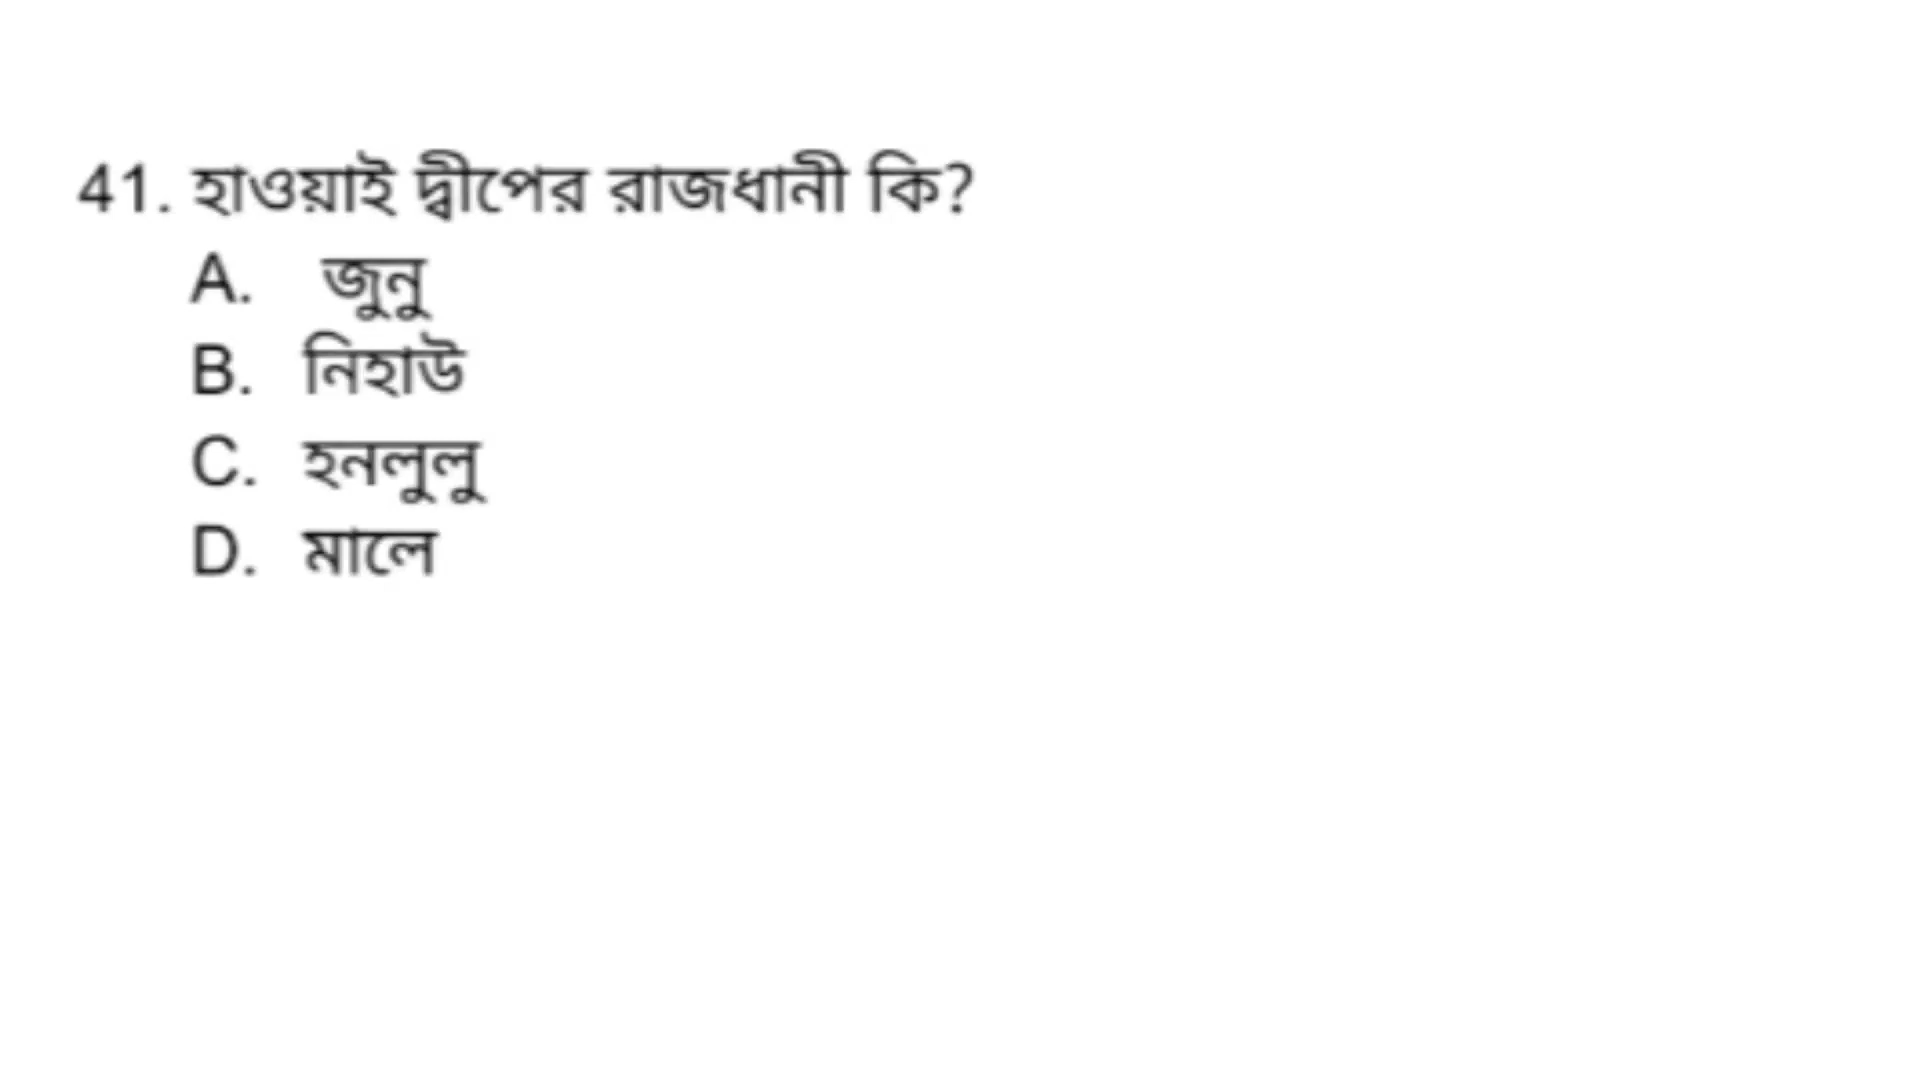 41. হাওয়াই দ্বীপের রাজধানী কি?
A. জুনু
B. নিহাউ
C. হনলুলু
D. মালে